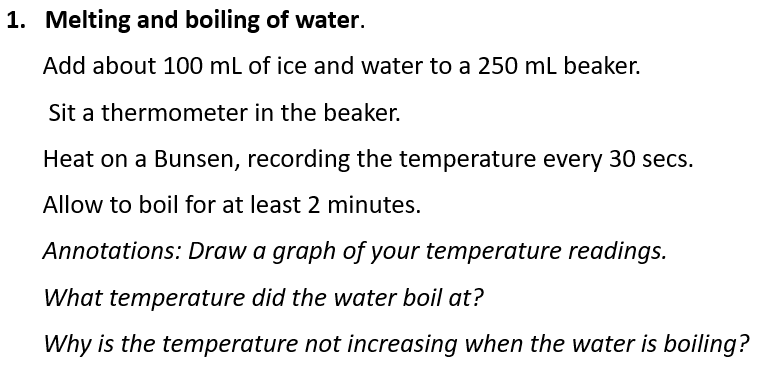 1. Melting and boiling of water.
Add about 100 mL of ice and water to a 250 mL beaker.
Sit a thermometer in the beaker.
Heat on a Bunsen, recording the temperature every 30 secs.
Allow to boil for at least 2 minutes.
Annotations: Draw a graph of your temperature readings.
What temperature did the water boil at?
Why is the temperature not increasing when the water is boiling?